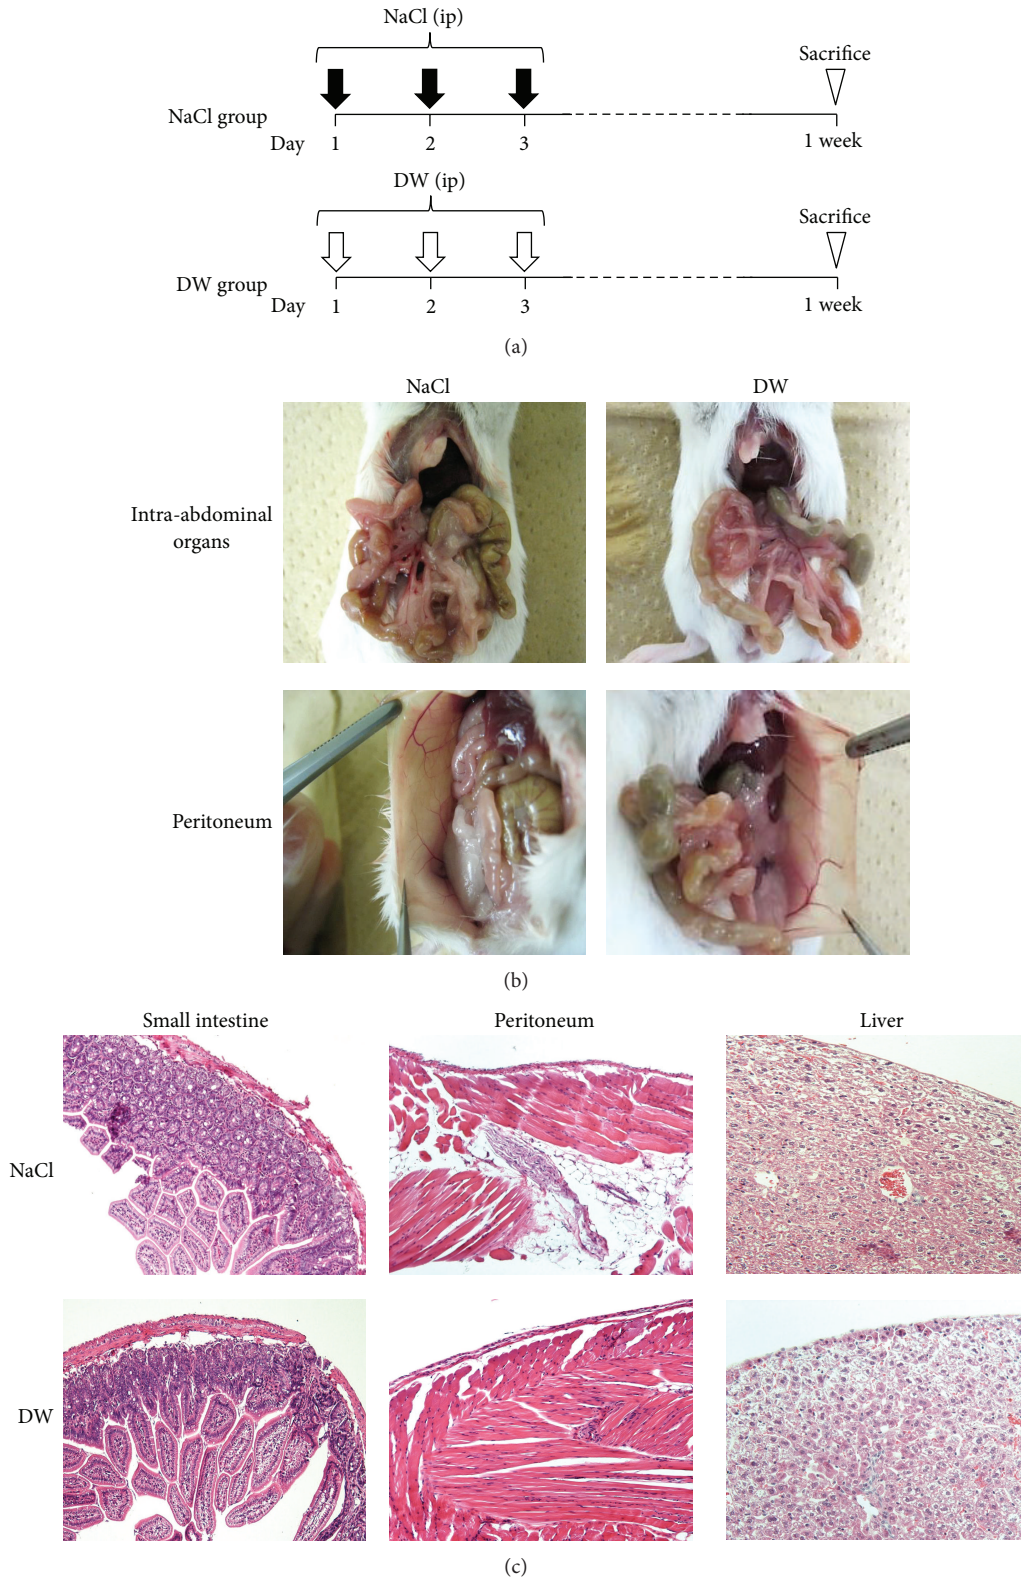 NaCl (ip)
Sacrifice
NaCl group
Day 1 2 3 1 week
DW (ip)
Sacrifice
DW group
Day 1 2 3 1 week
(a)
NaCl DW
Intra-abdominal
organs
Peritoneum
(b)
Small intestine Peritoneum Liver
NaCl
DW
(c)